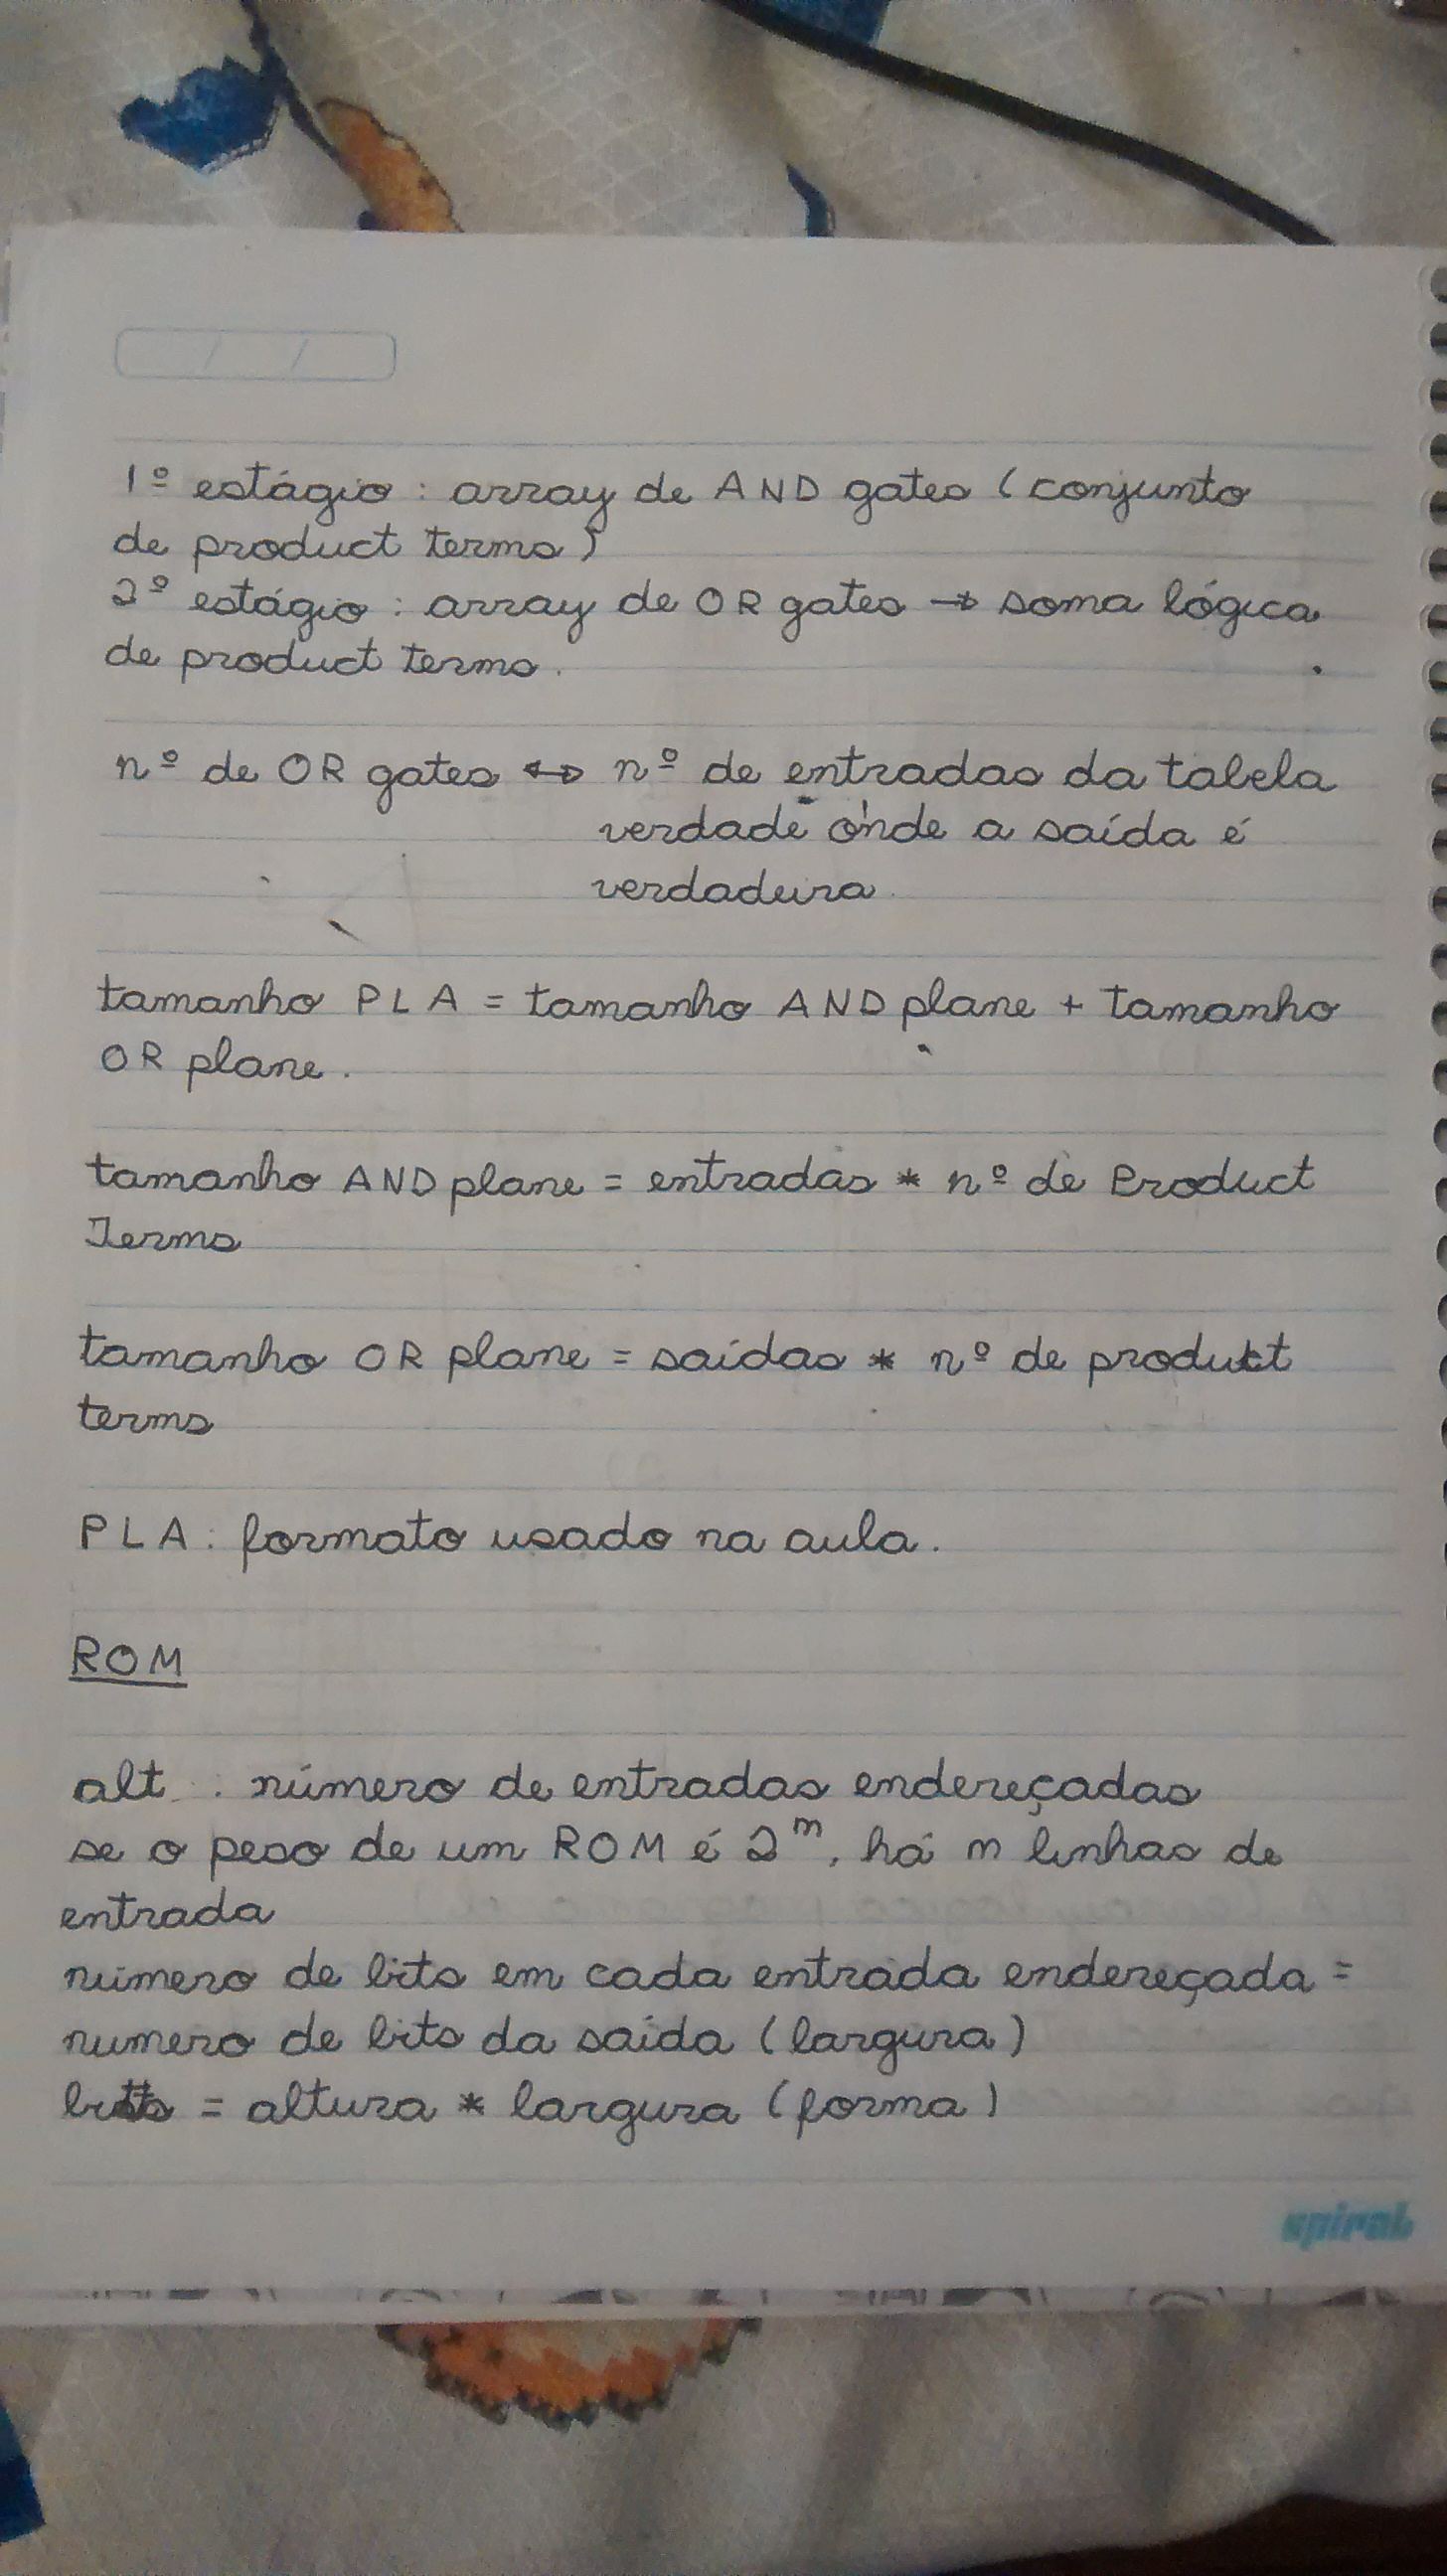 1º estágio : array de AND gates (conjunto
de product terms)
2º estágio : array de OR gates → soma lógica
de product terms.
nº de OR gates ↔ nº de entradas da tabela
verdade onde a saída é
verdadeira.
tamanho PLA = tamanho AND plane + tamanho
OR plane.
tamanho AND plane = entradas * nº de Product
Terms
tamanho OR plane = saídas * nº de product
terms
PLA : formato usado na aula.
ROM
alt. : número de entradas endereçadas
se o peso de um ROM é 2^m, há m linhas de
entrada
número de bits em cada entrada endereçada =
numero de bits da saída (largura)
bits = altura * largura (forma)
spiral